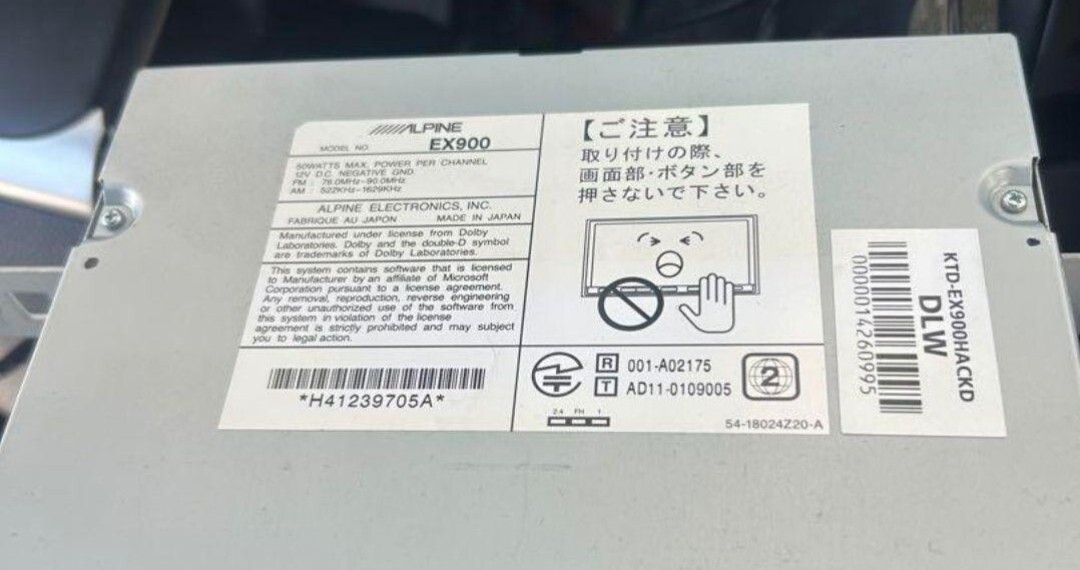 ALPINE
MODEL NO. EX900
50WATTS MAX. POWER PER CHANNEL
12V D.C. NEGATIVE GND.
FM : 76.0MHz-90.0MHz
AM : 522KHz-1629KHz
ALPINE ELECTRONICS, INC.
FABRIQUE AU JAPON MADE IN JAPAN
Manufactured under license from Dolby
Laboratories. Dolby and the double-D symbol
are trademarks of Dolby Laboratories.
This system contains software that is licensed
to Manufacturer by an affiliate of Microsoft
Corporation pursuant to a license agreement.
Any removal, reproduction, reverse engineering
or other unauthorized use of the software from
this system in violation of the license
agreement is strictly prohibited and may subject
you to legal action.
*H41239705A*
【ご注意】
取り付けの際、
画面部・ボタン部を
押さないで下さい。
R 001-A02175
T AD11-0109005
2
2.4 FH 1
54-18024Z20-A
KTD-EX900HACKD
DLW
0000014260995